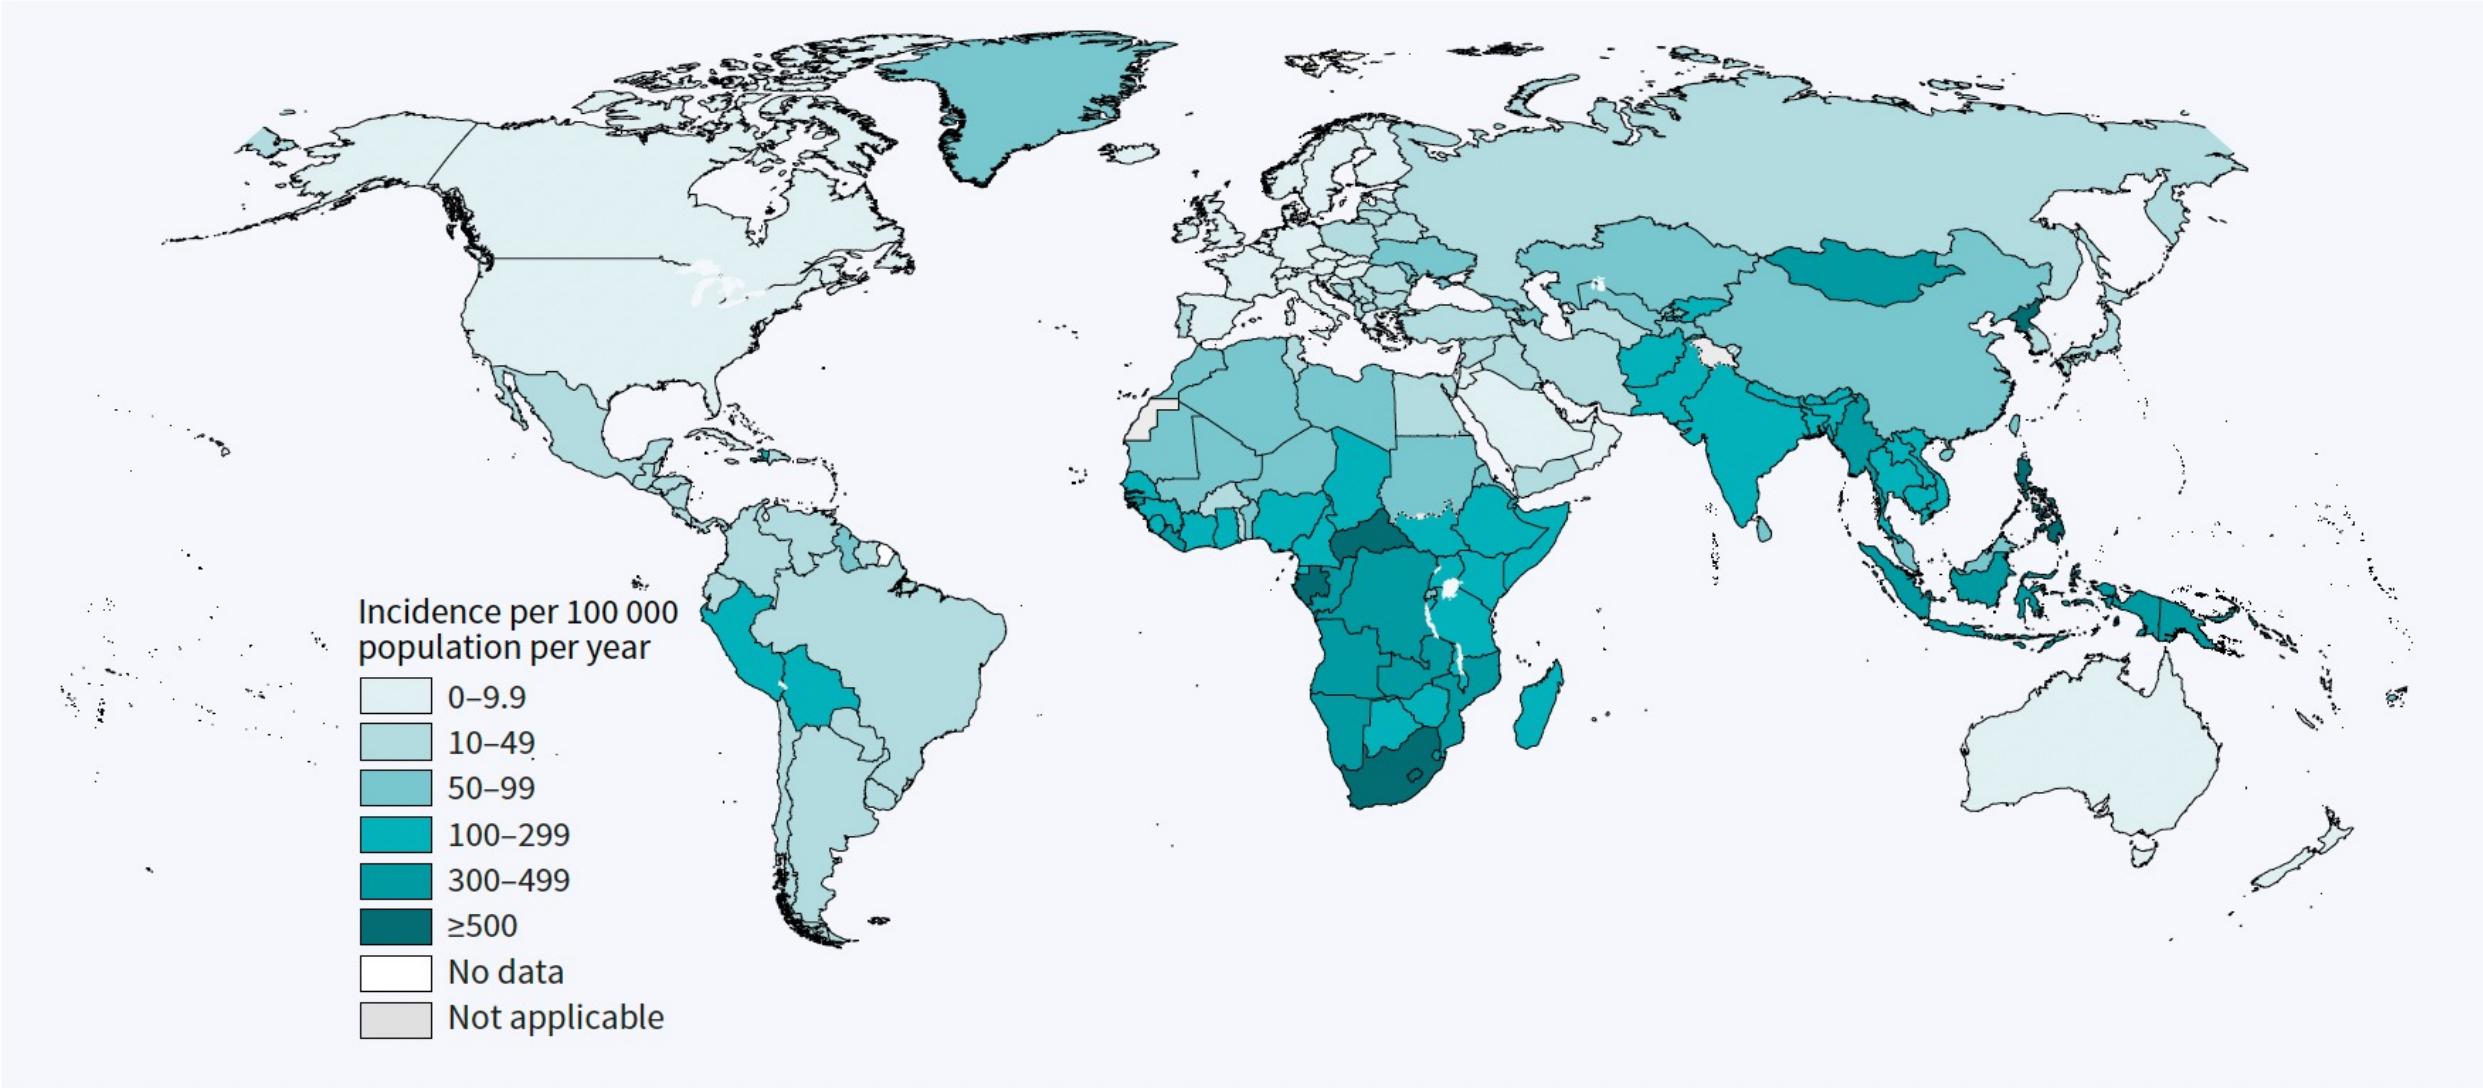 Incidence per 100 000
population per year
0–9.9
10–49
50–99
100–299
300–499
≥500
No data
Not applicable